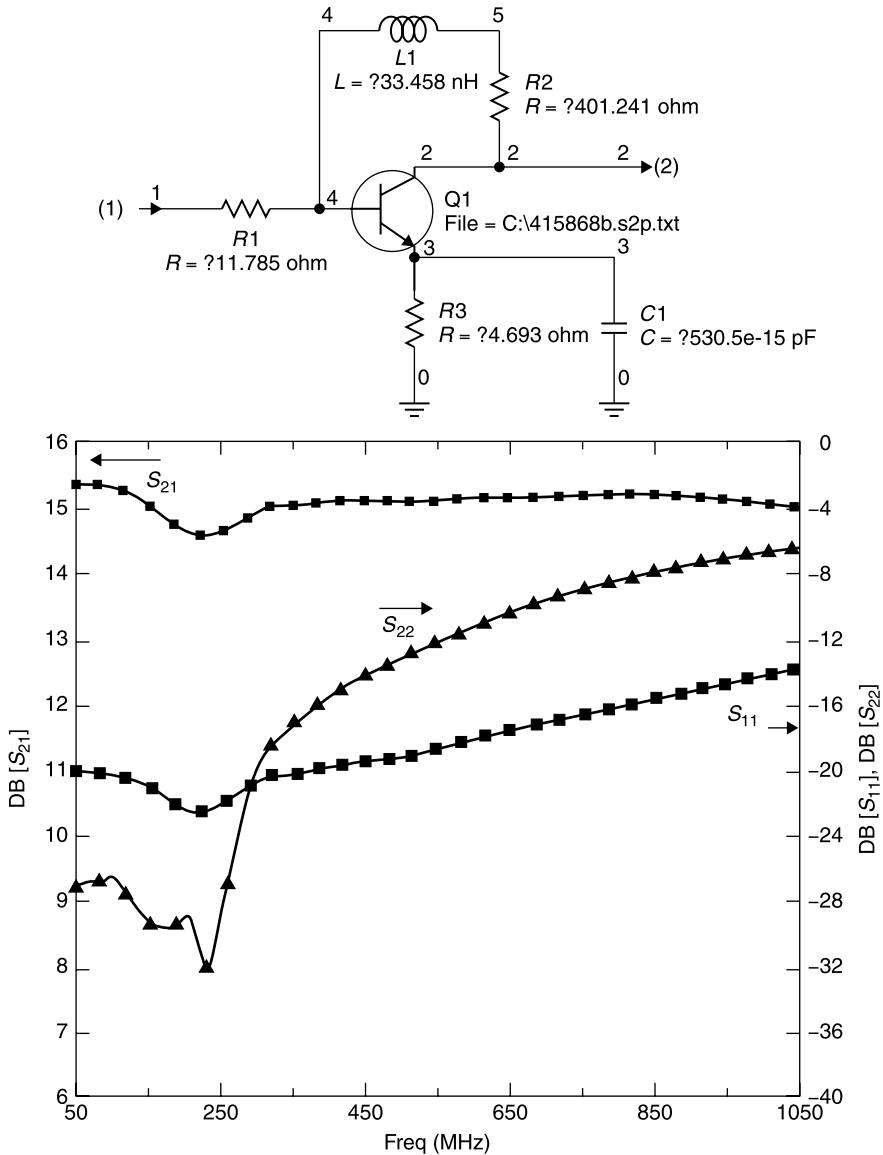 4
5
L1
L = ?33.458 nH
R2
R = ?401.241 ohm
2
2
2
(2)
(1)
1
4
Q1
File = C:\415868b.s2p.txt
R1
R = ?11.785 ohm
3
3
R3
R = ?4.693 ohm
C1
C = ?530.5e-15 pF
0
0
16
15
14
13
12
11
10
9
8
7
6
DB [S21]
S21
S22
S11
0
−4
−8
−12
−16
−20
−24
−28
−32
−36
−40
DB [S11], DB [S22]
50
250
450
650
850
1050
Freq (MHz)